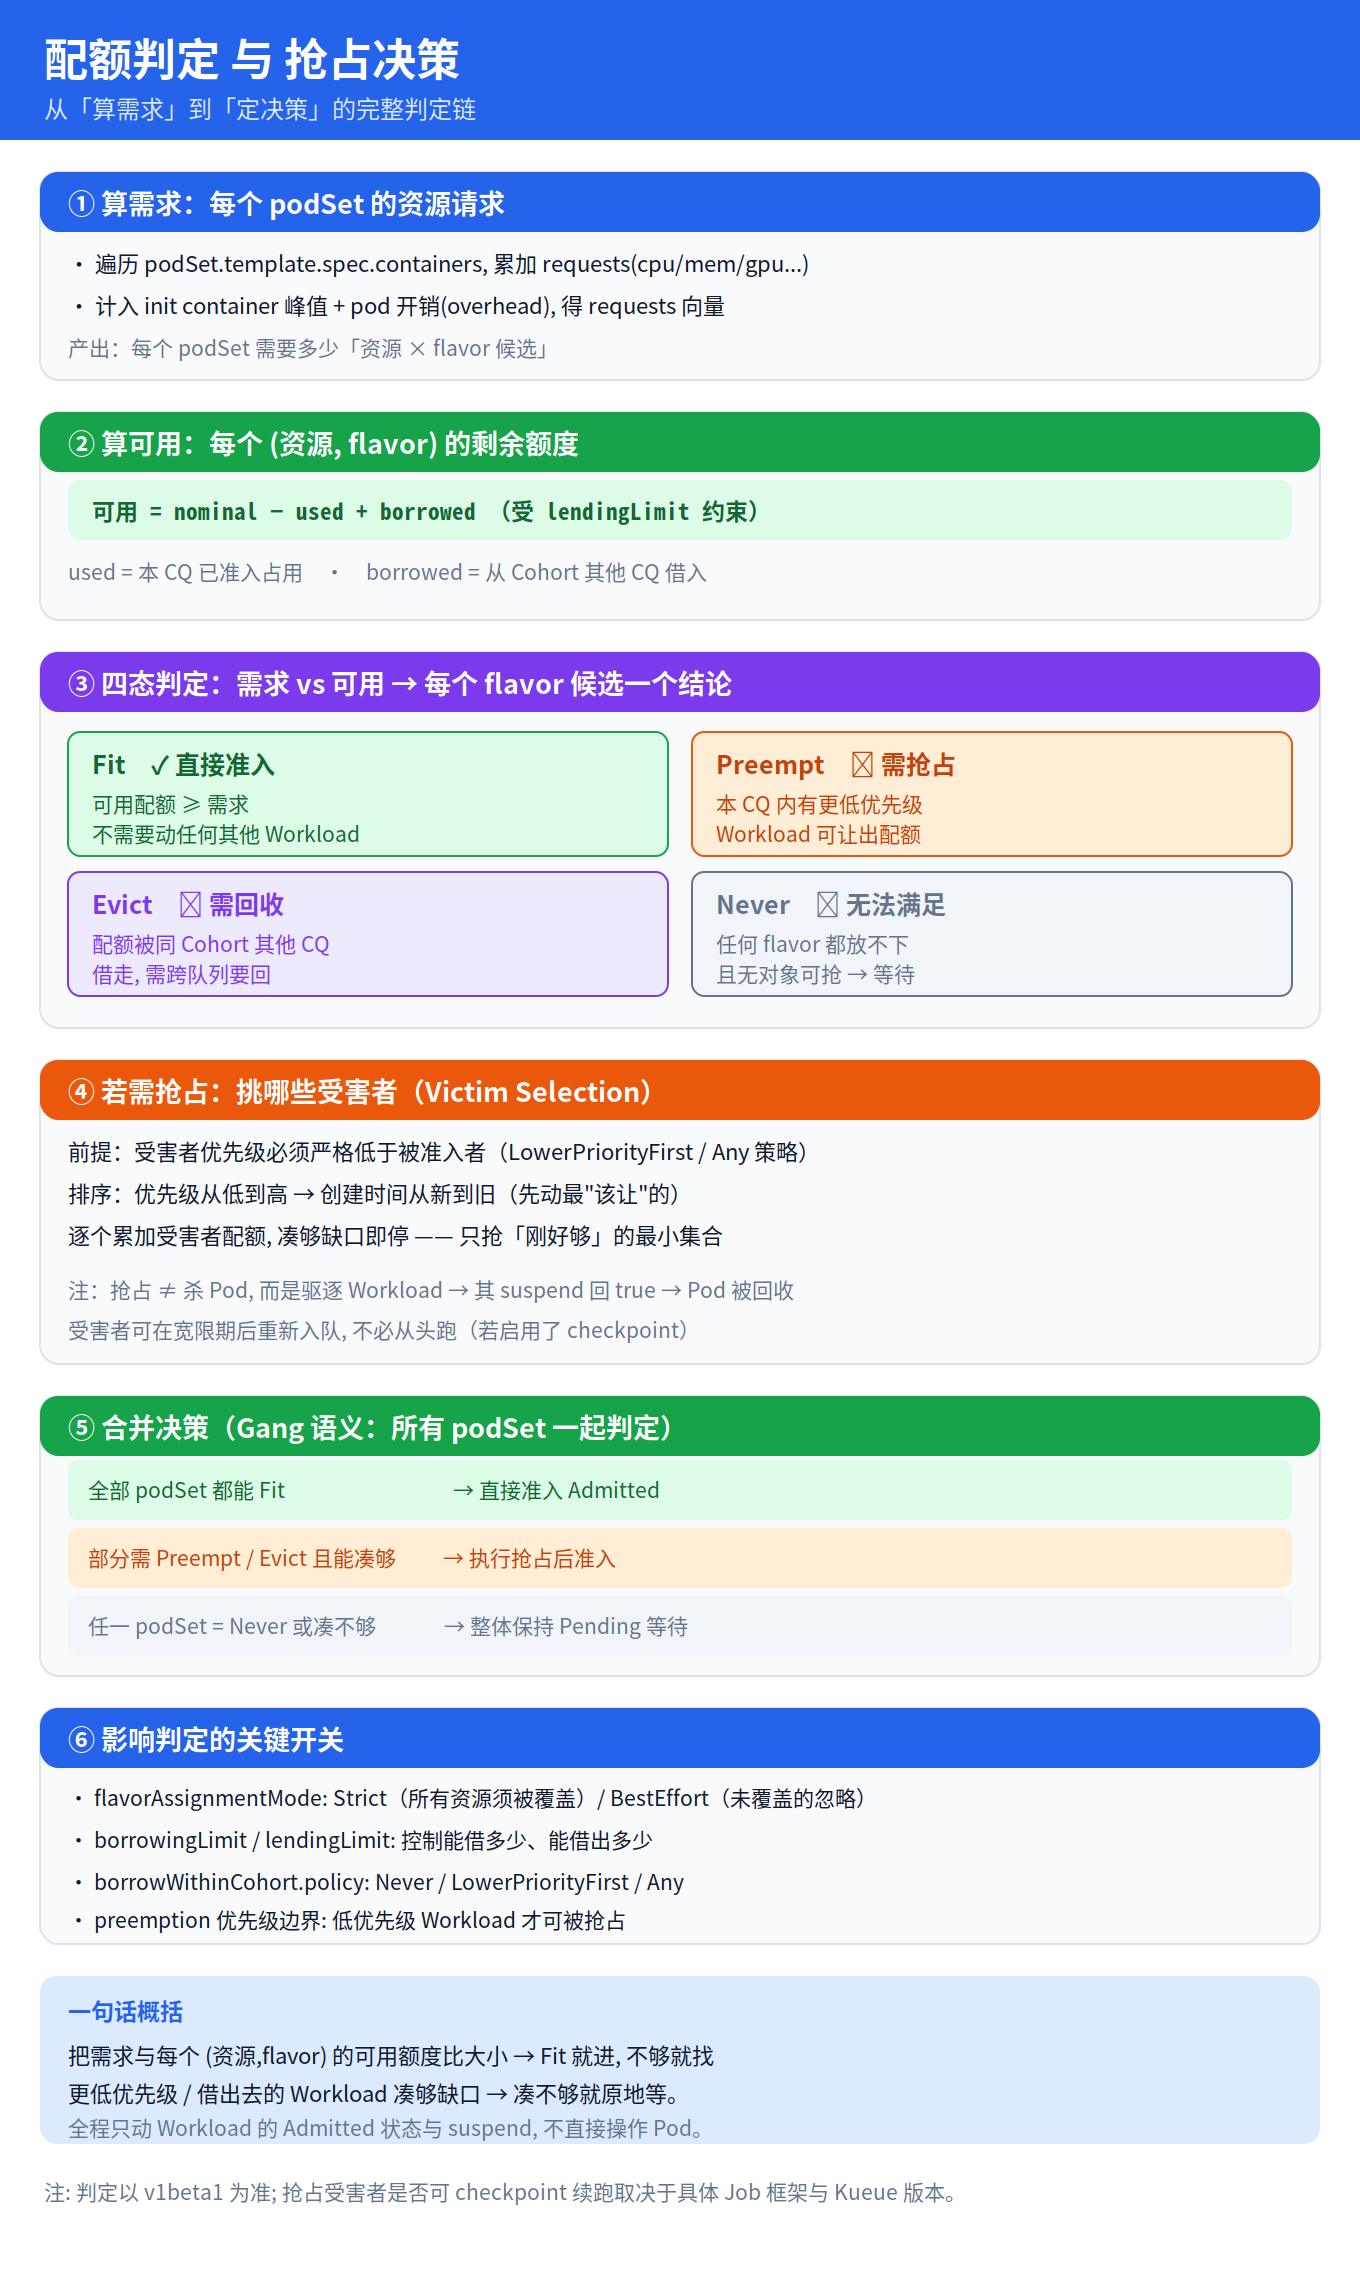 配额判定 与 抢占决策
从「算需求」到「定决策」的完整判定链
① 算需求：每个 podSet 的资源请求
· 遍历 podSet.template.spec.containers, 累加 requests(cpu/mem/gpu...)
· 计入 init container 峰值 + pod 开销(overhead), 得 requests 向量
产出：每个 podSet 需要多少「资源 × flavor 候选」
② 算可用：每个 (资源, flavor) 的剩余额度
可用 = nominal − used + borrowed （受 lendingLimit 约束）
used = 本 CQ 已准入占用 · borrowed = 从 Cohort 其他 CQ 借入
③ 四态判定：需求 vs 可用 → 每个 flavor 候选一个结论
Fit ✓ 直接准入
可用配额 ≥ 需求
不需要动任何其他 Workload
Preempt 需抢占
本 CQ 内有更低优先级
Workload 可让出配额
Evict 需回收
配额被同 Cohort 其他 CQ
借走, 需跨队列要回
Never 无法满足
任何 flavor 都放不下
且无对象可抢 → 等待
④ 若需抢占：挑哪些受害者（Victim Selection）
前提：受害者优先级必须严格低于被准入者（LowerPriorityFirst / Any 策略）
排序：优先级从低到高 → 创建时间从新到旧（先动最"该让"的）
逐个累加受害者配额, 凑够缺口即停 —— 只抢「刚好够」的最小集合
注：抢占 ≠ 杀 Pod, 而是驱逐 Workload → 其 suspend 回 true → Pod 被回收
受害者可在宽限期后重新入队, 不必从头跑（若启用了 checkpoint）
⑤ 合并决策（Gang 语义：所有 podSet 一起判定）
全部 podSet 都能 Fit → 直接准入 Admitted
部分需 Preempt / Evict 且能凑够 → 执行抢占后准入
任一 podSet = Never 或凑不够 → 整体保持 Pending 等待
⑥ 影响判定的关键开关
· flavorAssignmentMode: Strict（所有资源须被覆盖）/ BestEffort（未覆盖的忽略）
· borrowingLimit / lendingLimit: 控制能借多少、能借出多少
· borrowWithinCohort.policy: Never / LowerPriorityFirst / Any
· preemption 优先级边界: 低优先级 Workload 才可被抢占
一句话概括
把需求与每个 (资源,flavor) 的可用额度比大小 → Fit 就进, 不够就找
更低优先级 / 借出去的 Workload 凑够缺口 → 凑不够就原地等。
全程只动 Workload 的 Admitted 状态与 suspend, 不直接操作 Pod。
注: 判定以 v1beta1 为准; 抢占受害者是否可 checkpoint 续跑取决于具体 Job 框架与 Kueue 版本。